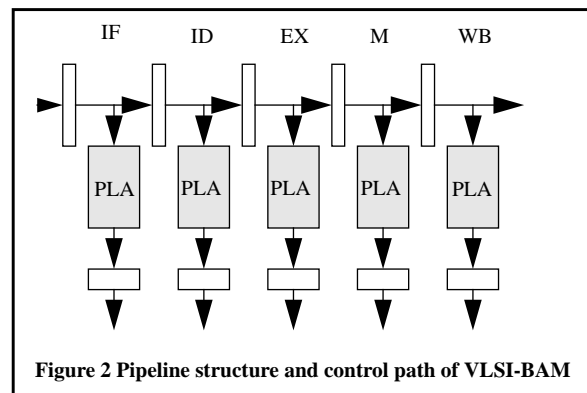 IF ID EX M WB
PLA PLA PLA PLA PLA
Figure 2 Pipeline structure and control path of VLSI-BAM